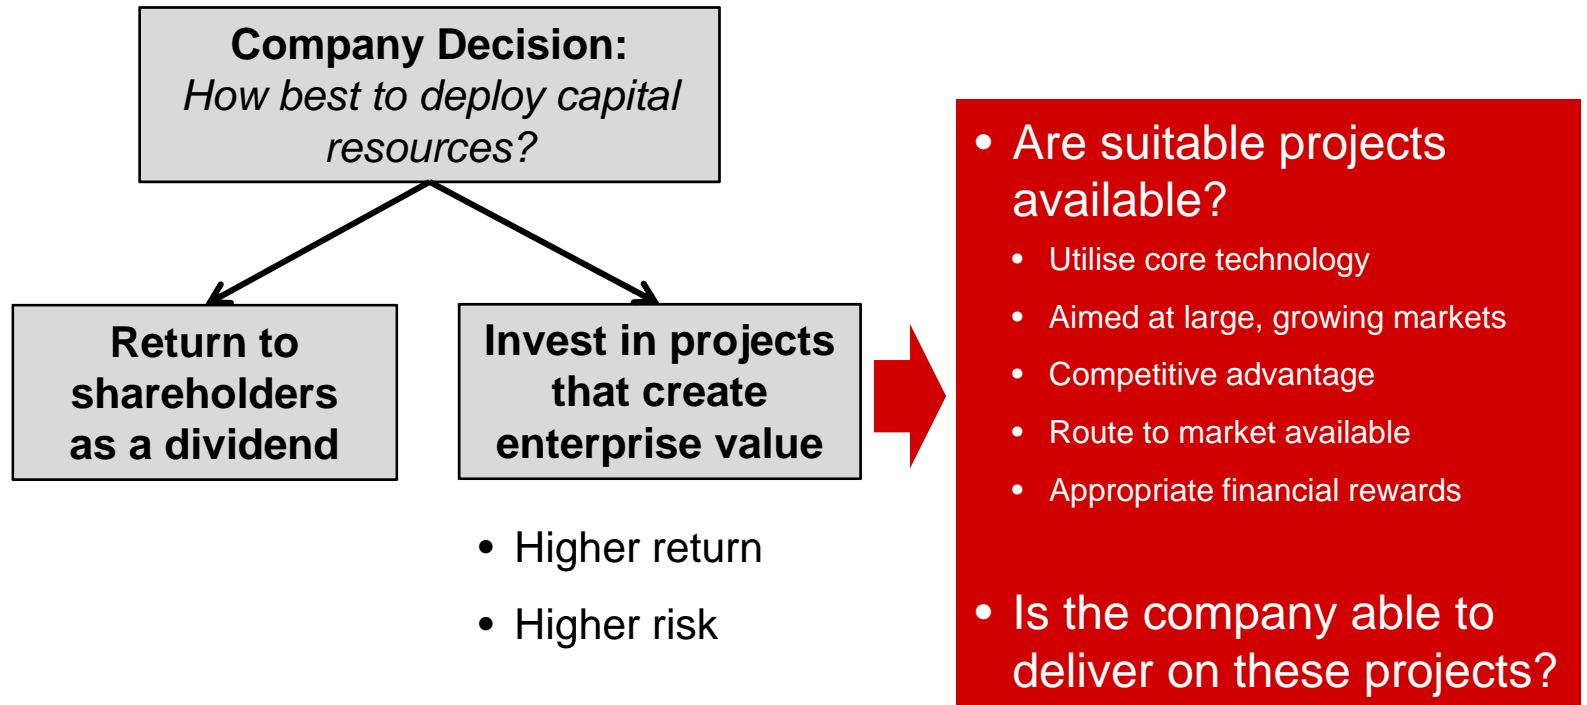 Company Decision:
How best to deploy capital
resources?
Return to
shareholders
as a dividend
Invest in projects
that create
enterprise value
• Higher return
• Higher risk
• Are suitable projects
available?
• Utilise core technology
• Aimed at large, growing markets
• Competitive advantage
• Route to market available
• Appropriate financial rewards
• Is the company able to
deliver on these projects?